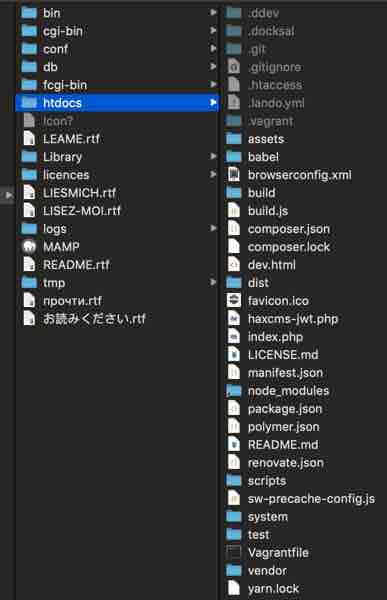 bin
cgi-bin
conf
db
fcgi-bin
htdocs
Icon?
LEAME.rtf
Library
licences
LIESMICH.rtf
LISEZ-MOI.rtf
logs
MAMP
README.rtf
tmp
прочти.rtf
お読みください.rtf
.ddev
.docksal
.git
.gitignore
.htaccess
.lando.yml
.vagrant
assets
babel
browserconfig.xml
build
build.js
composer.json
composer.lock
dev.html
dist
favicon.ico
haxcms-jwt.php
index.php
LICENSE.md
manifest.json
node_modules
package.json
polymer.json
README.md
renovate.json
scripts
sw-precache-config.js
system
test
Vagrantfile
vendor
yarn.lock